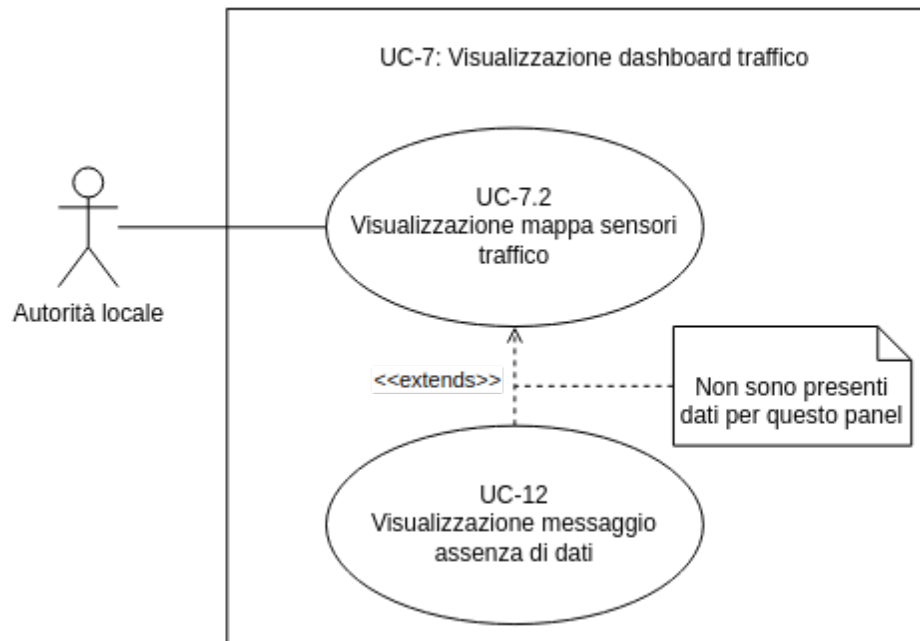 UC-7: Visualizzazione dashboard traffico
UC-7.2
Visualizzazione mappa sensori
traffico
Autorità locale
<<extends>>
Non sono presenti
dati per questo panel
UC-12
Visualizzazione messaggio
assenza di dati